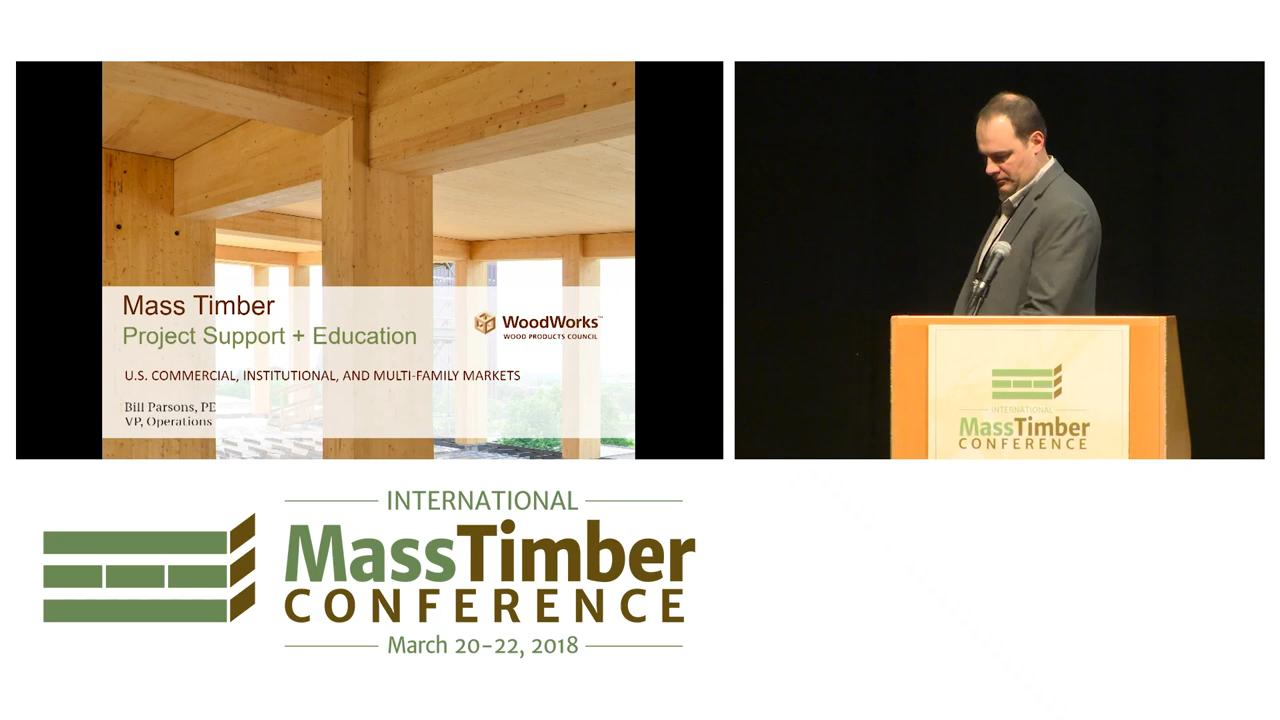 Mass Timber
Project Support + Education
WoodWorks™
WOOD PRODUCTS COUNCIL
U.S. COMMERCIAL, INSTITUTIONAL, AND MULTI-FAMILY MARKETS
Bill Parsons, PE
VP, Operations
INTERNATIONAL
MassTimber
CONFERENCE
INTERNATIONAL
MassTimber
CONFERENCE
March 20–22, 2018